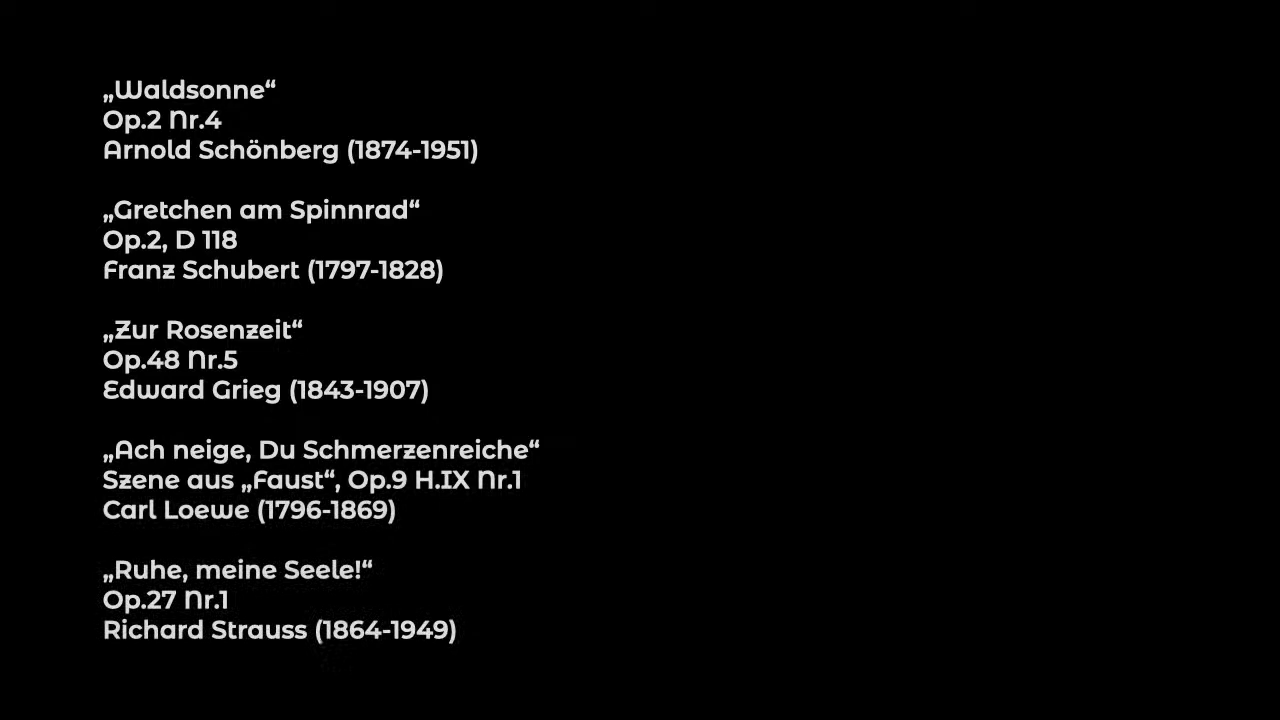 „Waldsonne“
Op.2 Nr.4
Arnold Schönberg (1874-1951)
„Gretchen am Spinnrad“
Op.2, D 118
Franz Schubert (1797-1828)
„Zur Rosenzeit“
Op.48 Nr.5
Edward Grieg (1843-1907)
„Ach neige, Du Schmerzenreiche“
Szene aus „Faust“, Op.9 H.IX Nr.1
Carl Loewe (1796-1869)
„Ruhe, meine Seele!“
Op.27 Nr.1
Richard Strauss (1864-1949)